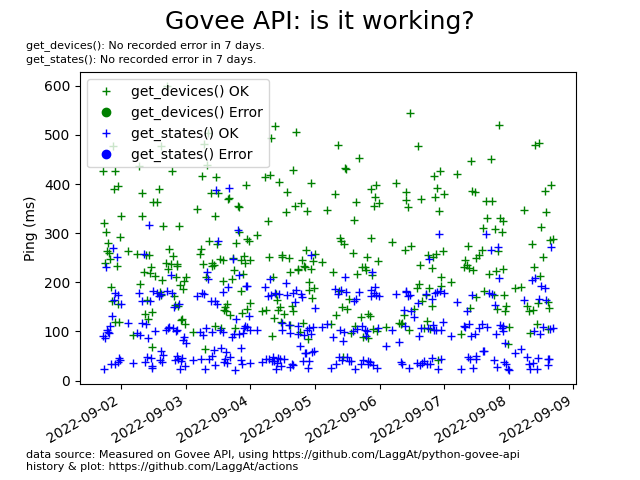 Govee API: is it working?
get_devices(): No recorded error in 7 days.
get_states(): No recorded error in 7 days.
get_devices() OK
get_devices() Error
get_states() OK
get_states() Error
Ping (ms)
600
500
400
300
200
100
0
2022-09-02
2022-09-03
2022-09-04
2022-09-05
2022-09-06
2022-09-07
2022-09-08
2022-09-09
data source: Measured on Govee API, using https://github.com/LaggAt/python-govee-api
history & plot: https://github.com/LaggAt/actions